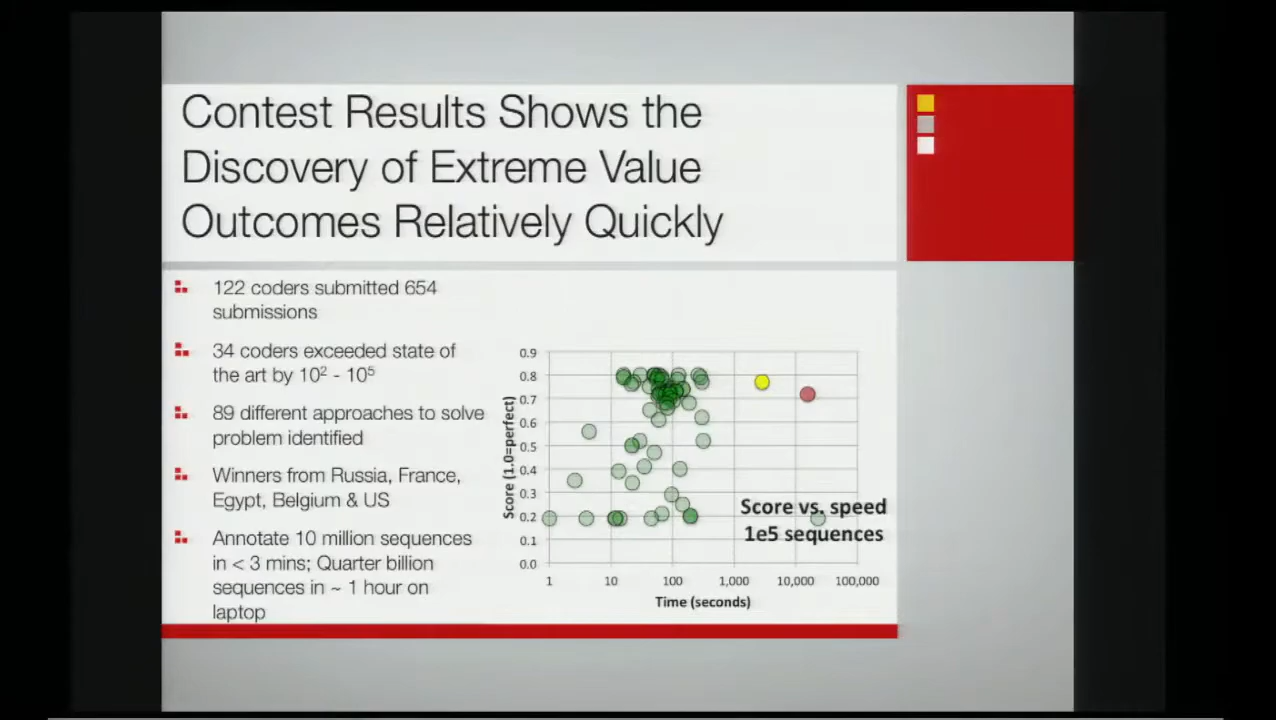 Contest Results Shows the
Discovery of Extreme Value
Outcomes Relatively Quickly
122 coders submitted 654
submissions
34 coders exceeded state of
the art by 10² - 10⁵
89 different approaches to solve
problem identified
Winners from Russia, France,
Egypt, Belgium & US
Annotate 10 million sequences
in < 3 mins; Quarter billion
sequences in ~ 1 hour on
laptop
Score (1.0=perfect)
0.9
0.8
0.7
0.6
0.5
0.4
0.3
0.2
0.1
0.0
Score vs. speed
1e5 sequences
1 10 100 1,000 10,000 100,000
Time (seconds)